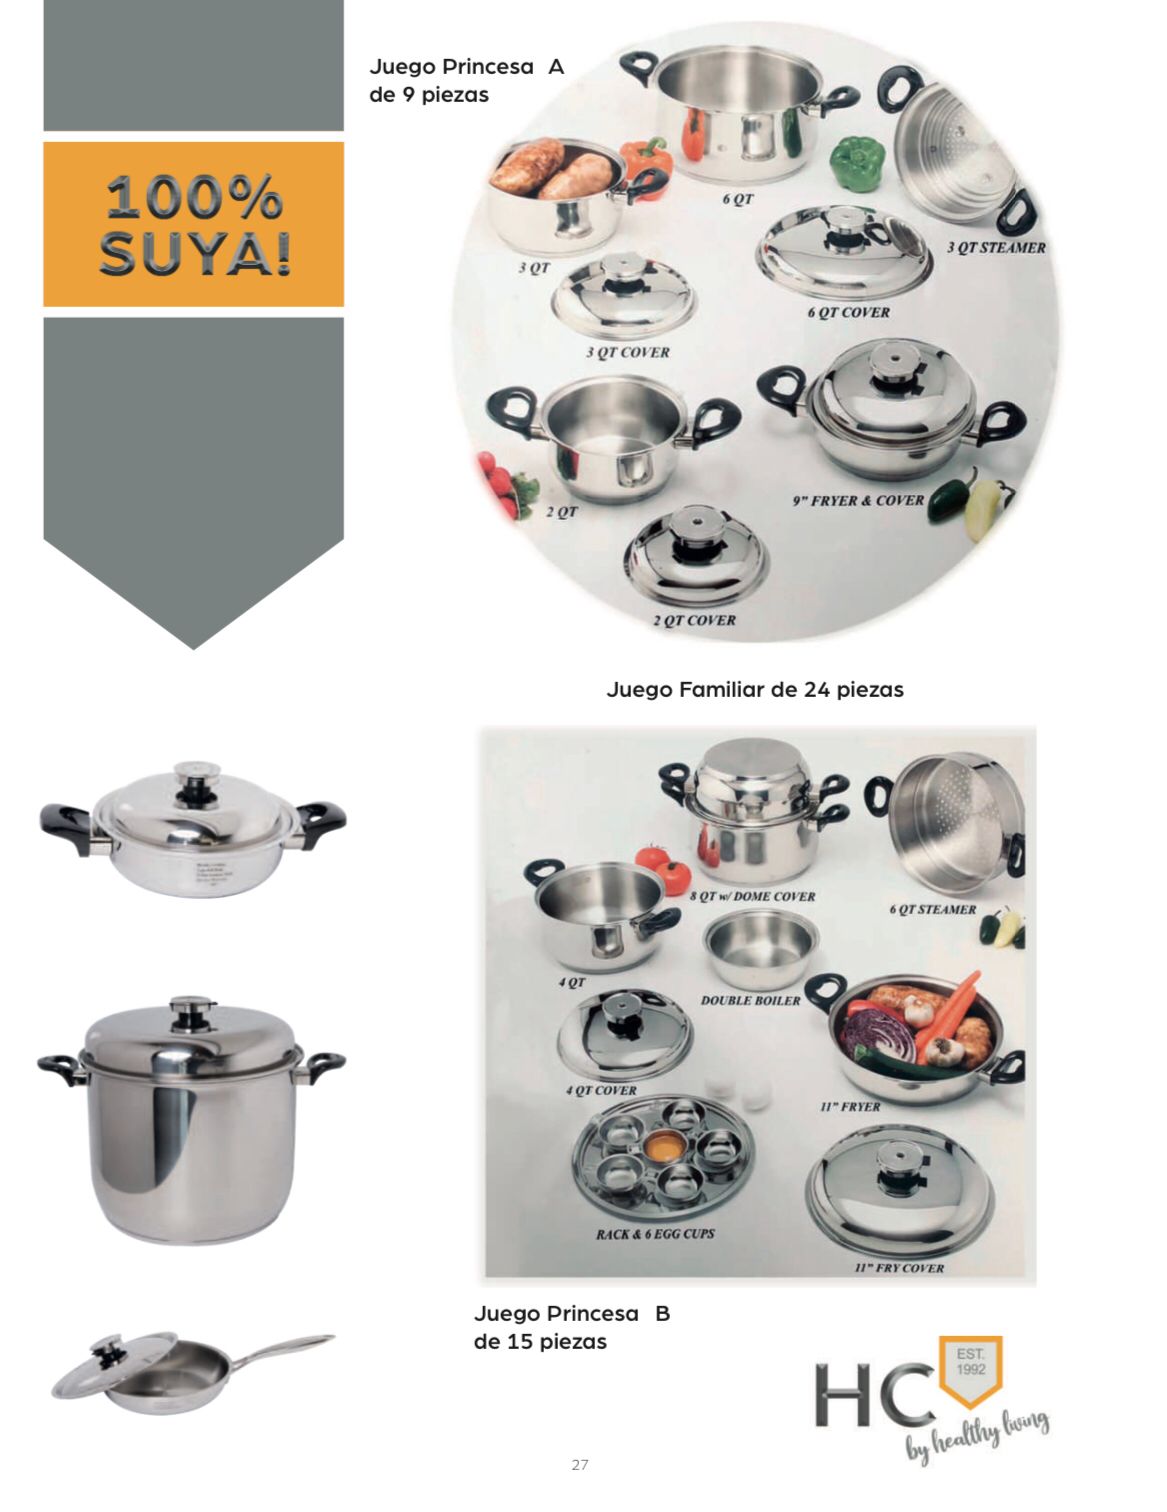 Juego Princesa A
de 9 piezas
100%
SUYA!
6 QT
3 QT STEAMER
3 QT
6 QT COVER
3 QT COVER
9” FRYER & COVER
2 QT
2 QT COVER
Juego Familiar de 24 piezas
8 QT w/ DOME COVER
6 QT STEAMER
4 QT
DOUBLE BOILER
4 QT COVER
11” FRYER
RACK & 6 EGG CUPS
11” FRY COVER
Juego Princesa B
de 15 piezas
EST.
1992
HC
by healthy living
27